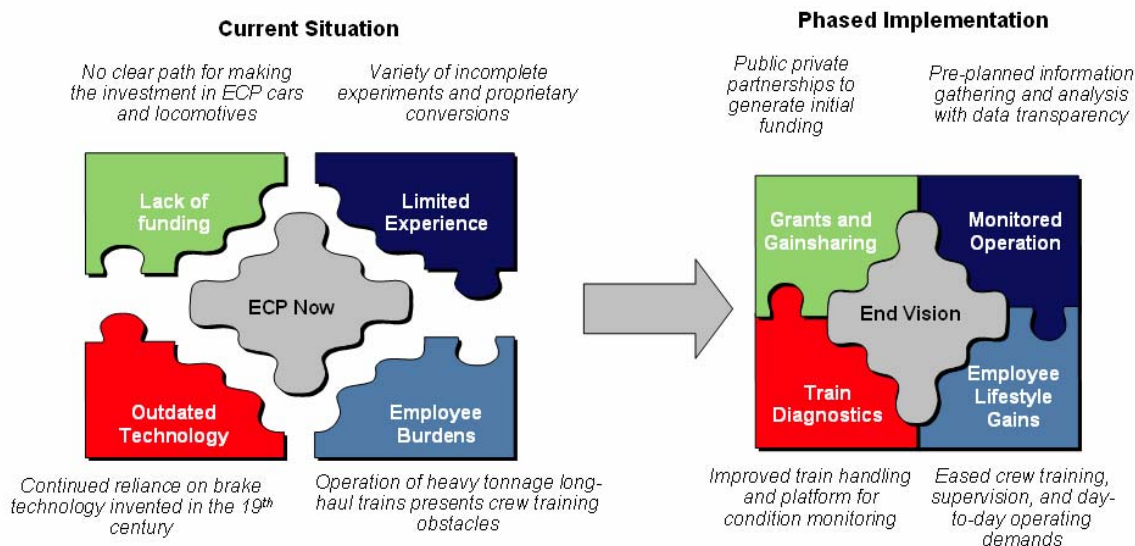 Current Situation
No clear path for making
the investment in ECP cars
and locomotives
Variety of incomplete
experiments and proprietary
conversions
Lack of
funding
Limited
Experience
ECP Now
Outdated
Technology
Employee
Burdens
Continued reliance on brake
technology invented in the 19th
century
Operation of heavy tonnage long-
haul trains presents crew training
obstacles
Phased Implementation
Public private
partnerships to
generate initial
funding
Pre-planned information
gathering and analysis
with data transparency
Grants and
Gainsharing
Monitored
Operation
End Vision
Train
Diagnostics
Employee
Lifestyle
Gains
Improved train handling
and platform for
condition monitoring
Eased crew training,
supervision, and day-
to-day operating
demands